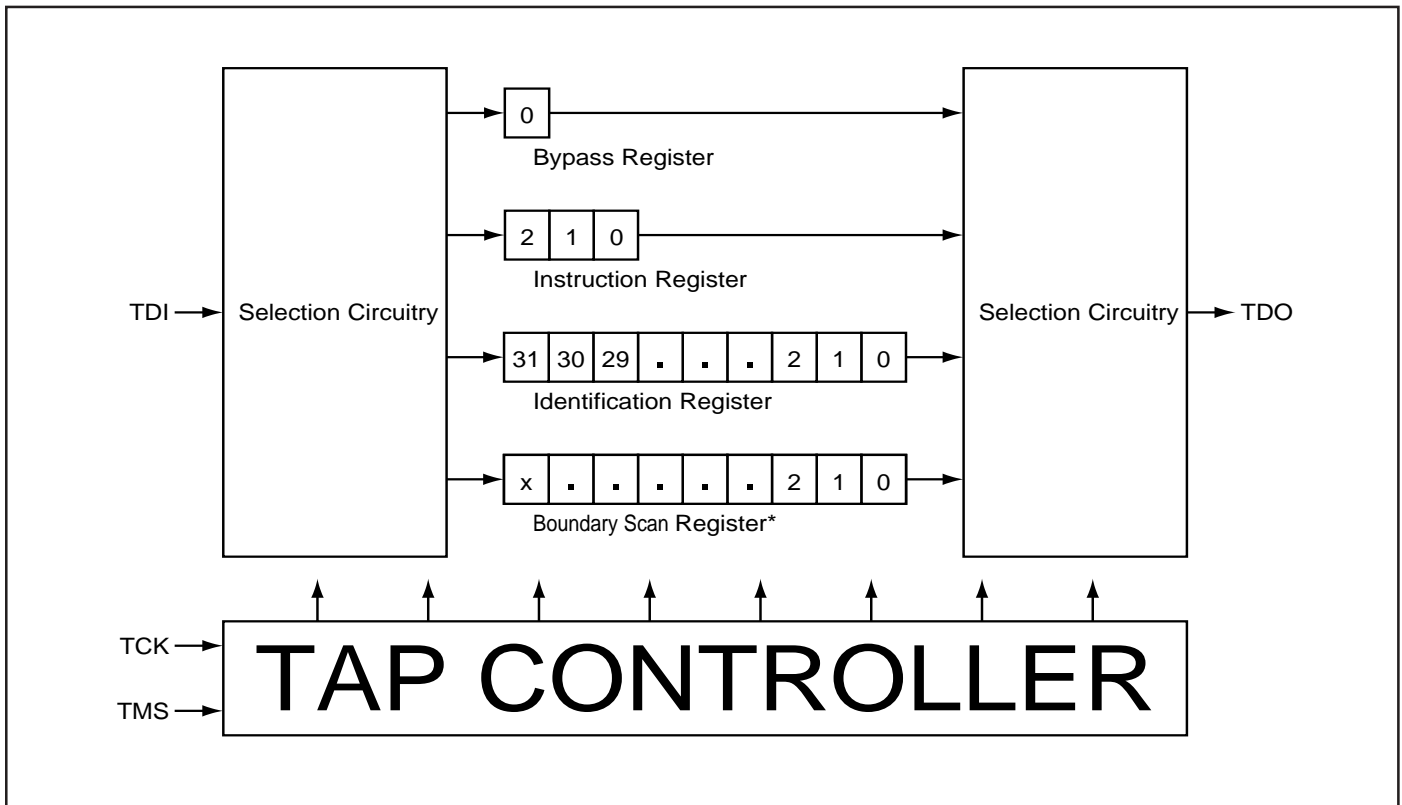 0
Bypass Register
2 1 0
Instruction Register
TDI
Selection Circuitry
Selection Circuitry
TDO
31 30 29 . . . 2 1 0
Identification Register
x . . . . . 2 1 0
Boundary Scan Register*
TCK
TAP CONTROLLER
TMS